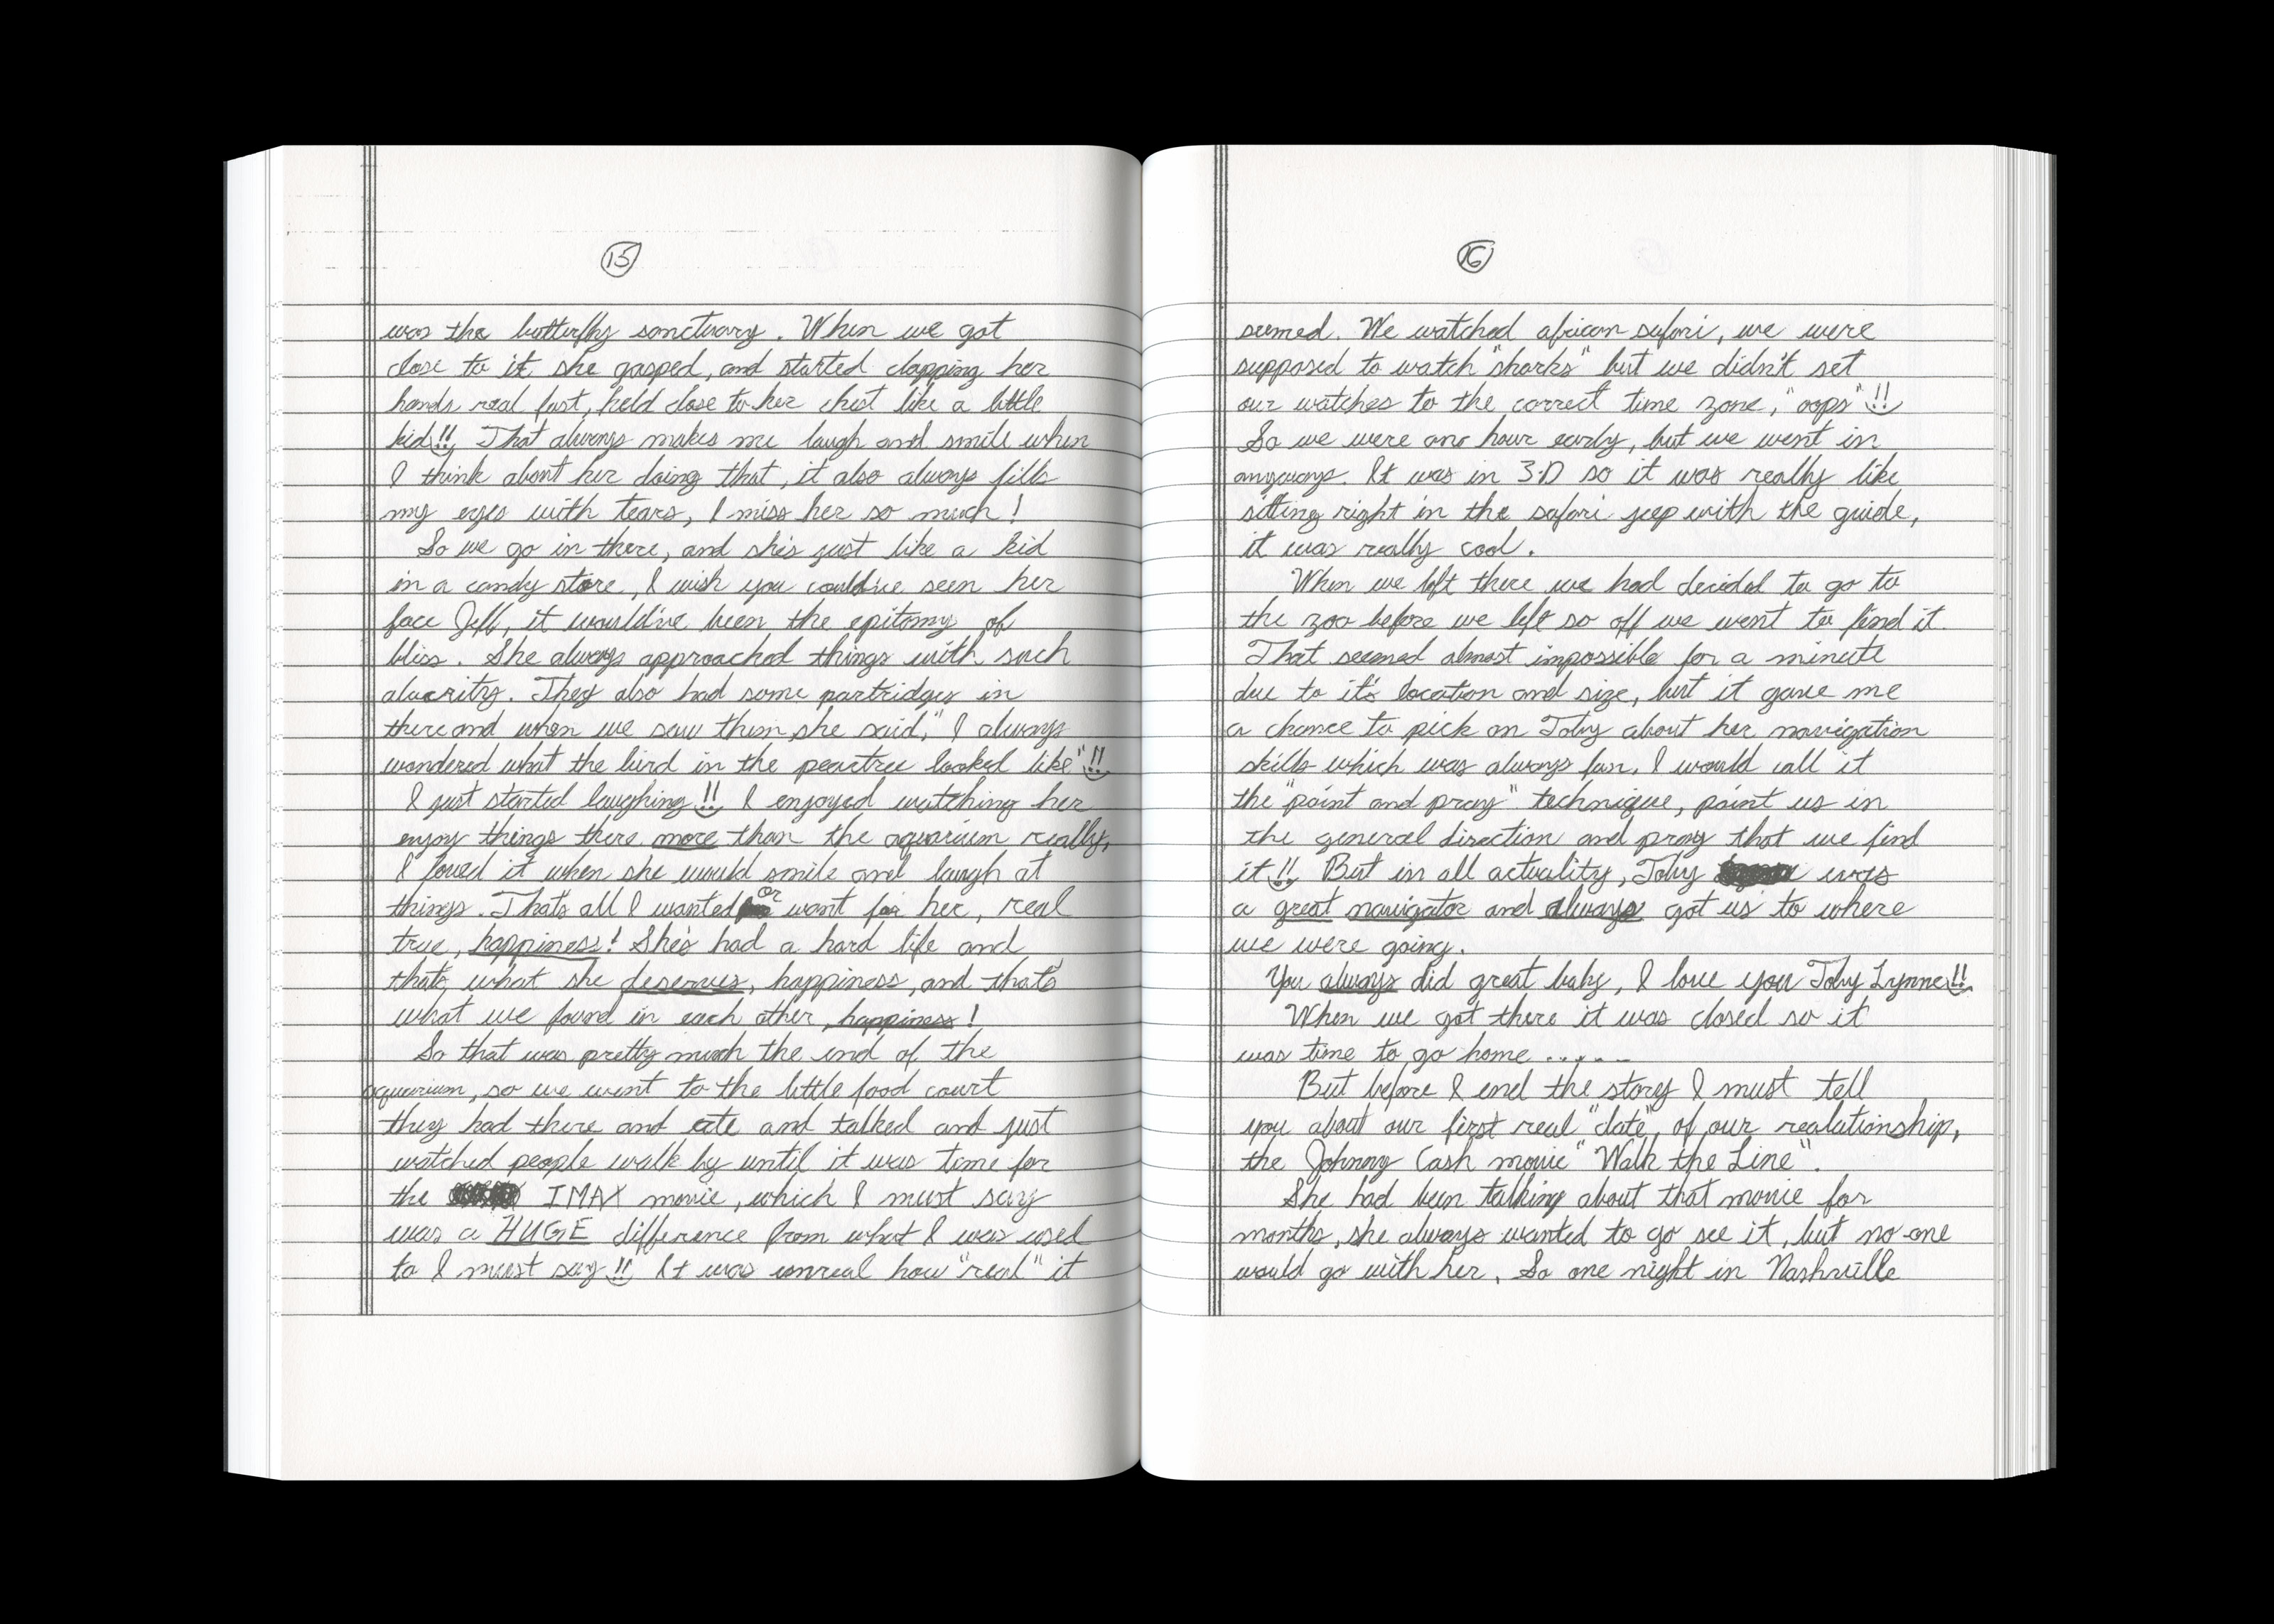 15
was the butterfly sanctuary. When we got
close to it, she gasped, and started clapping her
hands real fast, held close to her chest like a little
kid!! That always makes me laugh and smile when
I think about her doing that, it also always fills
my eyes with tears, I miss her so much!
So we go in there, and she's just like a kid
in a candy store, I wish you could've seen her
face Jeff, it would've been the epitomy of
bliss. She always approached things with such
alacrity. They also had some partridges in
there and when we saw them, she said, "I always
wondered what the bird in the peartree looked like"!!
I just started laughing!! I enjoyed watching her
enjoy things there more than the aquarium really,
I loved it when she would smile and laugh at
things. That's all I wanted or want for her, real
true, happiness! She's had a hard life and
that's what she deserves, happiness, and that's
what we found in each other, happiness!
So that was pretty much the end of the
aquarium, so we went to the little food court
they had there and ate and talked and just
watched people walk by until it was time for
the IMAX movie, which I must say
was a HUGE difference from what I was used
to I must say!! It was unreal how "real" it
16
seemed. We watched african safari, we were
supposed to watch "sharks" but we didn't set
our watches to the correct time zone, "oops"!!
So we were one hour early, but we went in
anyways. It was in 3-D so it was really like
sitting right in the safari jeep with the guide,
it was really cool.
When we left there we had decided to go to
the zoo before we left so off we went to find it.
That seemed almost impossible for a minute
due to it's location and size, but it gave me
a chance to pick on Toby about her navigation
skills which was always fun. I would call it
the "point and pray" technique, point us in
the general direction and pray that we find
it!! But in all actuality, Toby was
a great navigator and always got us to where
we were going.
You always did great baby, I love you Toby Lynne!!
When we got there it was closed so it
was time to go home .....
But before I end the story I must tell
you about our first real "date", of our realationship,
the Johnny Cash movie "Walk the Line".
She had been talking about that movie for
months, she always wanted to go see it, but no-one
would go with her. So one night in Nashville